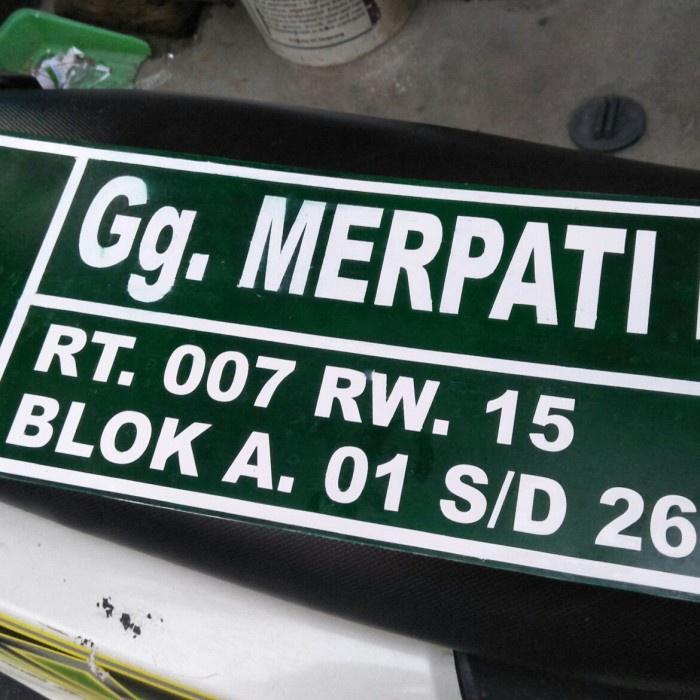 Gg. MERPATI
RT. 007 RW. 15
BLOK A. 01 S/D 26